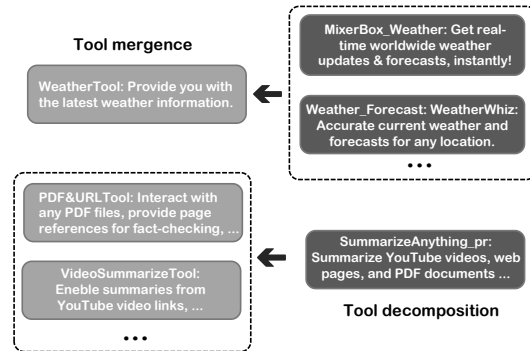 Tool mergence
WeatherTool: Provide you with
the latest weather information.
MixerBox_Weather: Get real-
time worldwide weather
updates & forecasts, instantly!
Weather_Forecast: WeatherWhiz:
Accurate current weather and
forecasts for any location.
...
PDF&URLTool: Interact with
any PDF files, provide page
references for fact-checking, ...
VideoSummarizeTool:
Eneble summaries from
YouTube video links, ...
...
SummarizeAnything_pr:
Summarize YouTube videos, web
pages, and PDF documents ...
Tool decomposition